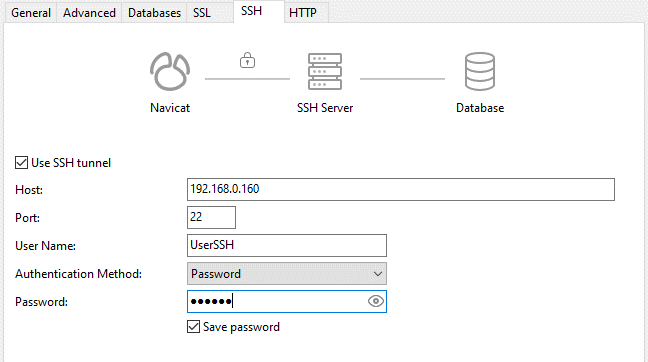 General Advanced Databases SSL SSH HTTP
Navicat SSH Server Database
Use SSH tunnel
Host: 192.168.0.160
Port: 22
User Name: UserSSH
Authentication Method: Password
Password: ●●●●●●
Save password